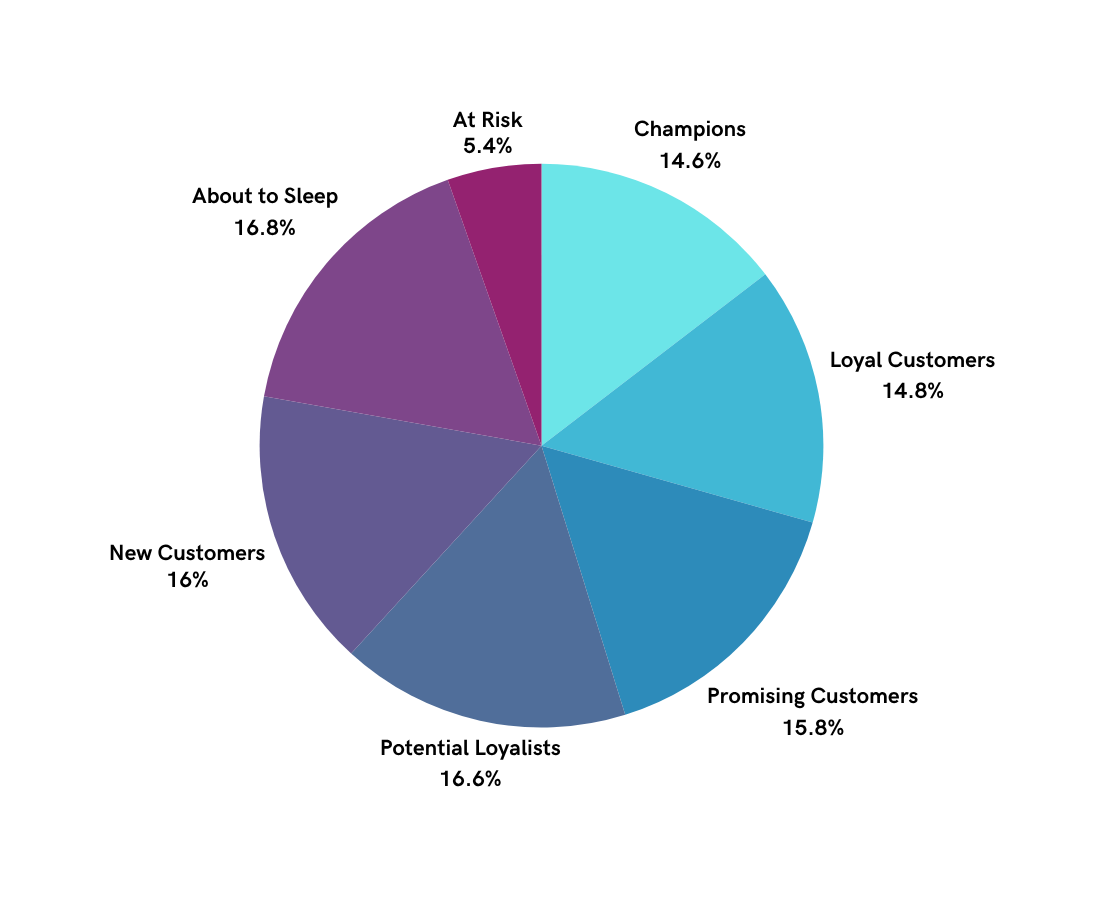 At Risk
5.4%
Champions
14.6%
About to Sleep
16.8%
Loyal Customers
14.8%
New Customers
16%
Promising Customers
15.8%
Potential Loyalists
16.6%